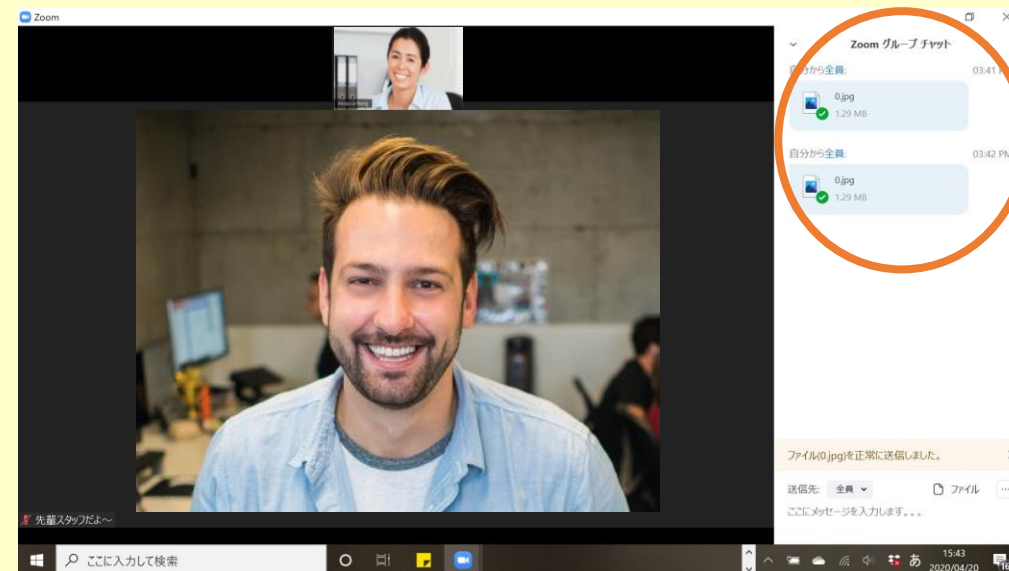 Zoom
Zoom グループ チャット
自分から全員:
03:41
0.jpg
1.29 MB
自分から全員:
03:42 PM
0.jpg
1.29 MB
ファイル(0.jpg)を正常に送信しました。
送信先: 全員
ファイル
ここにメッセージを入力します。。。
先輩スタッフだよ～
ここに入力して検索
あ
15:43
2020/04/20
16